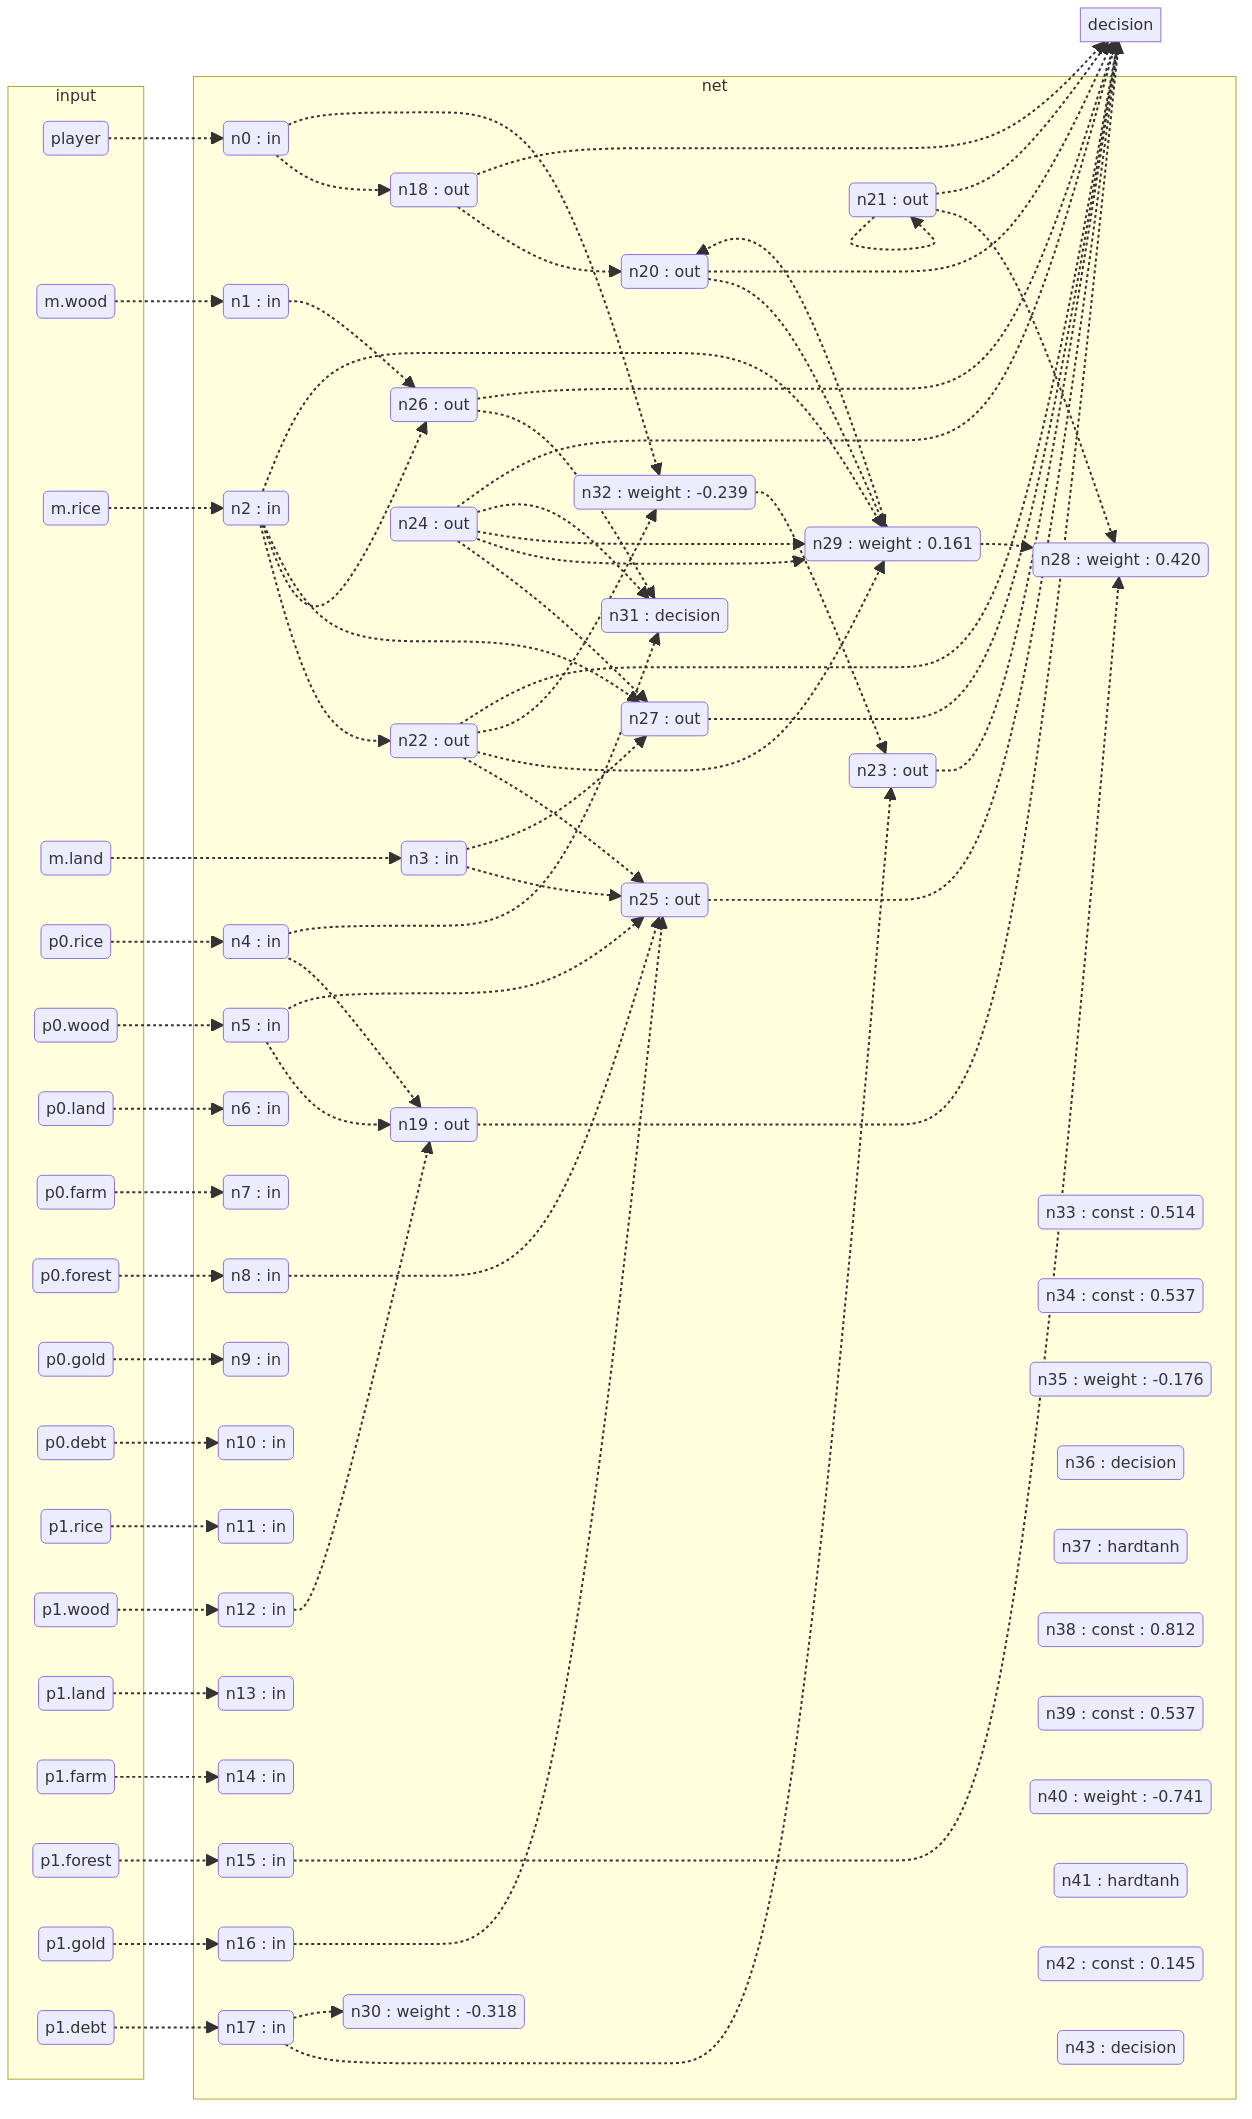 decision
input
net
player
n0 : in
n18 : out
n21 : out
n20 : out
m.wood
n1 : in
n26 : out
n32 : weight : -0.239
m.rice
n2 : in
n24 : out
n29 : weight : 0.161
n28 : weight : 0.420
n31 : decision
n27 : out
n22 : out
n23 : out
m.land
n3 : in
n25 : out
p0.rice
n4 : in
p0.wood
n5 : in
p0.land
n6 : in
n19 : out
p0.farm
n7 : in
n33 : const : 0.514
p0.forest
n8 : in
n34 : const : 0.537
p0.gold
n9 : in
n35 : weight : -0.176
p0.debt
n10 : in
n36 : decision
p1.rice
n11 : in
n37 : hardtanh
p1.wood
n12 : in
n38 : const : 0.812
p1.land
n13 : in
n39 : const : 0.537
p1.farm
n14 : in
n40 : weight : -0.741
p1.forest
n15 : in
n41 : hardtanh
p1.gold
n16 : in
n42 : const : 0.145
n30 : weight : -0.318
p1.debt
n17 : in
n43 : decision